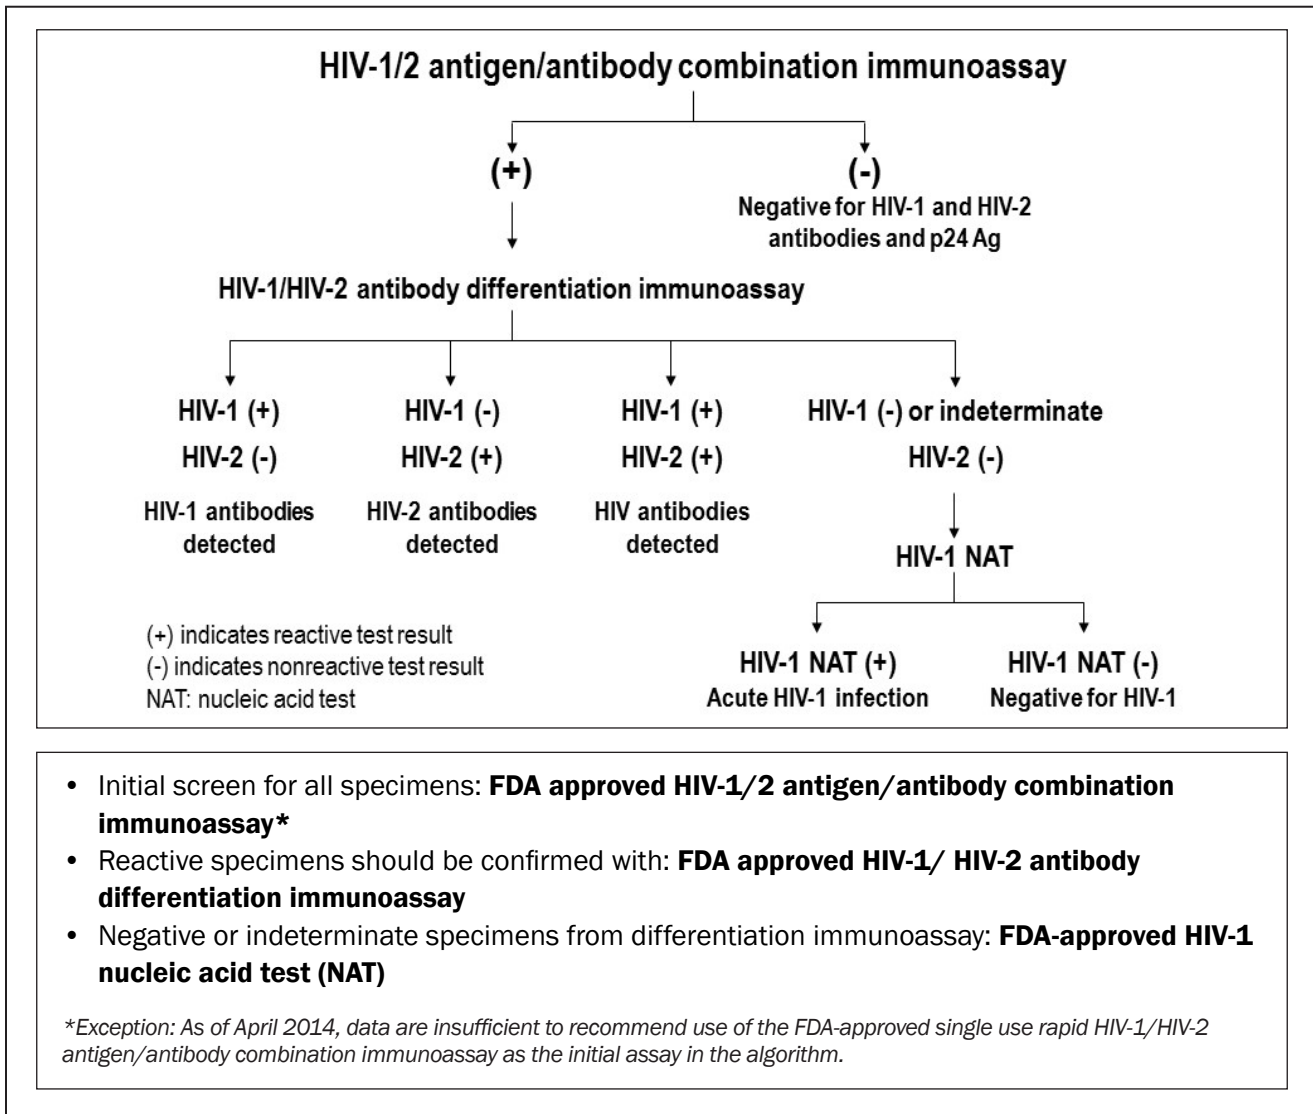 HIV-1/2 antigen/antibody combination immunoassay
(+)
(-)
Negative for HIV-1 and HIV-2
antibodies and p24 Ag
HIV-1/HIV-2 antibody differentiation immunoassay
HIV-1 (+)
HIV-2 (-)
HIV-1 antibodies
detected
HIV-1 (-)
HIV-2 (+)
HIV-2 antibodies
detected
HIV-1 (+)
HIV-2 (+)
HIV antibodies
detected
HIV-1 (-) or indeterminate
HIV-2 (-)
HIV-1 NAT
HIV-1 NAT (+)
Acute HIV-1 infection
HIV-1 NAT (-)
Negative for HIV-1
(+) indicates reactive test result
(-) indicates nonreactive test result
NAT: nucleic acid test
• Initial screen for all specimens: FDA approved HIV-1/2 antigen/antibody combination
immunoassay*
• Reactive specimens should be confirmed with: FDA approved HIV-1/ HIV-2 antibody
differentiation immunoassay
• Negative or indeterminate specimens from differentiation immunoassay: FDA-approved HIV-1
nucleic acid test (NAT)
*Exception: As of April 2014, data are insufficient to recommend use of the FDA-approved single use rapid HIV-1/HIV-2
antigen/antibody combination immunoassay as the initial assay in the algorithm.